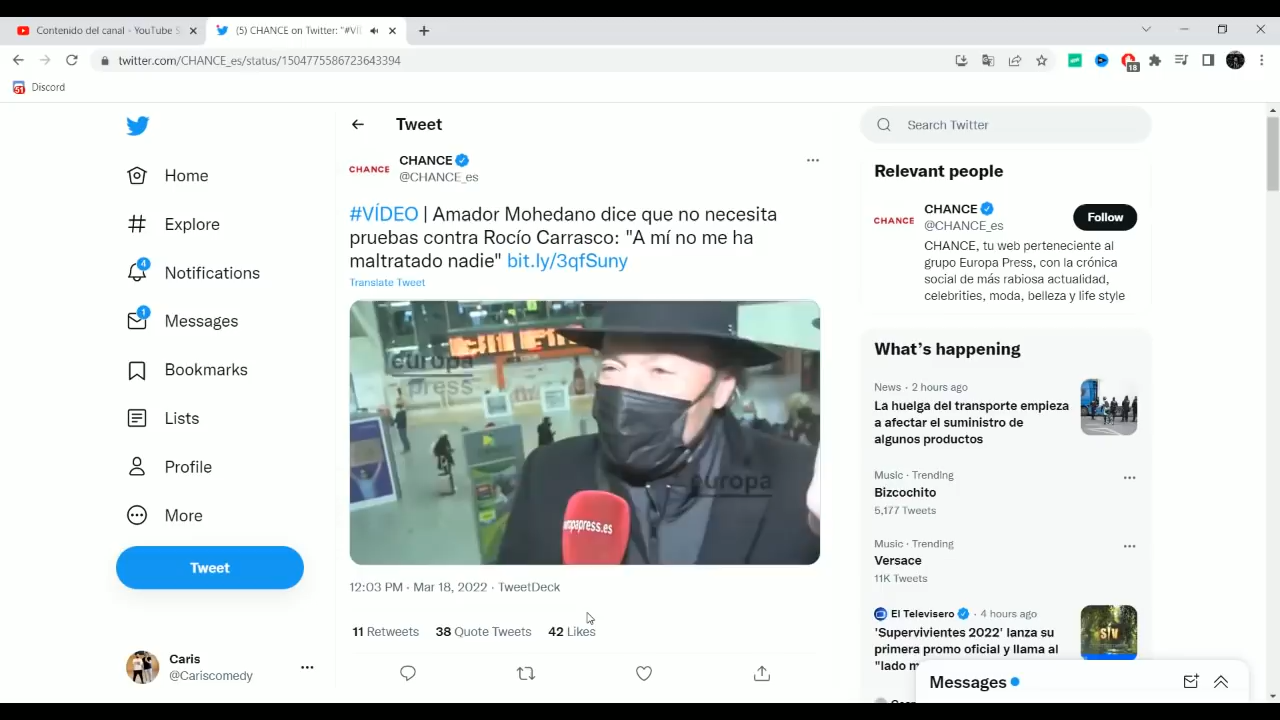 Contenido del canal - YouTube S
(5) CHANCE on Twitter: "#VÍ
twitter.com/CHANCE_es/status/1504775586723643394
18
Discord
Home
Explore
4
Notifications
1
Messages
Bookmarks
Lists
Profile
More
Tweet
Caris
@Cariscomedy
Tweet
CHANCE
CHANCE
@CHANCE_es
#VÍDEO | Amador Mohedano dice que no necesita
pruebas contra Rocío Carrasco: "A mí no me ha
maltratado nadie" bit.ly/3qfSuny
Translate Tweet
europa
press
europa
europapress.es
12:03 PM · Mar 18, 2022 · TweetDeck
11 Retweets 38 Quote Tweets 42 Likes
Search Twitter
Relevant people
CHANCE
CHANCE
@CHANCE_es
Follow
CHANCE, tu web perteneciente al
grupo Europa Press, con la crónica
social de más rabiosa actualidad,
celebrities, moda, belleza y life style
What's happening
News · 2 hours ago
La huelga del transporte empieza
a afectar el suministro de
algunos productos
Music · Trending
Bizcochito
5,177 Tweets
Music · Trending
Versace
11K Tweets
El Televisero · 4 hours ago
'Supervivientes 2022' lanza su
primera promo oficial y llama al
"lado m
Messages